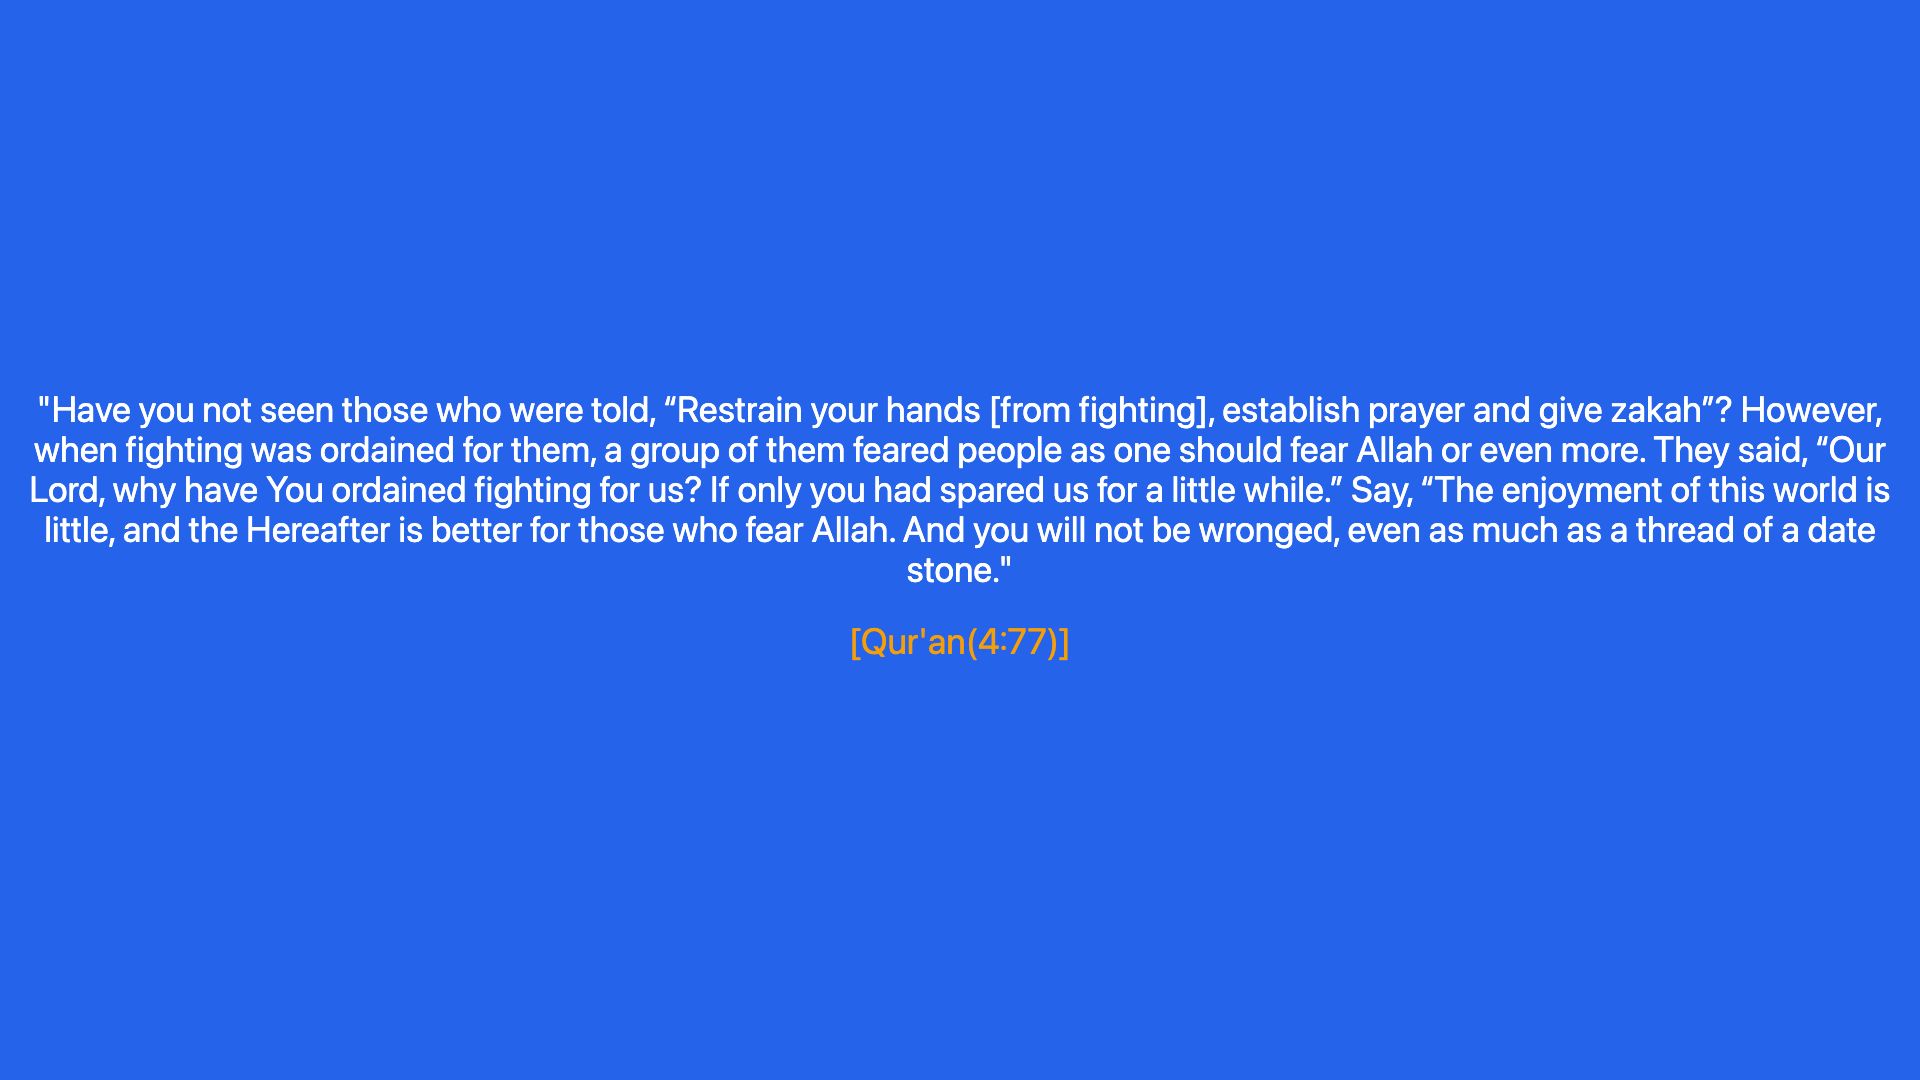 "Have you not seen those who were told, “Restrain your hands [from fighting], establish prayer and give zakah”? However,
when fighting was ordained for them, a group of them feared people as one should fear Allah or even more. They said, “Our
Lord, why have You ordained fighting for us? If only you had spared us for a little while.” Say, “The enjoyment of this world is
little, and the Hereafter is better for those who fear Allah. And you will not be wronged, even as much as a thread of a date
stone."
[Qur'an(4:77)]